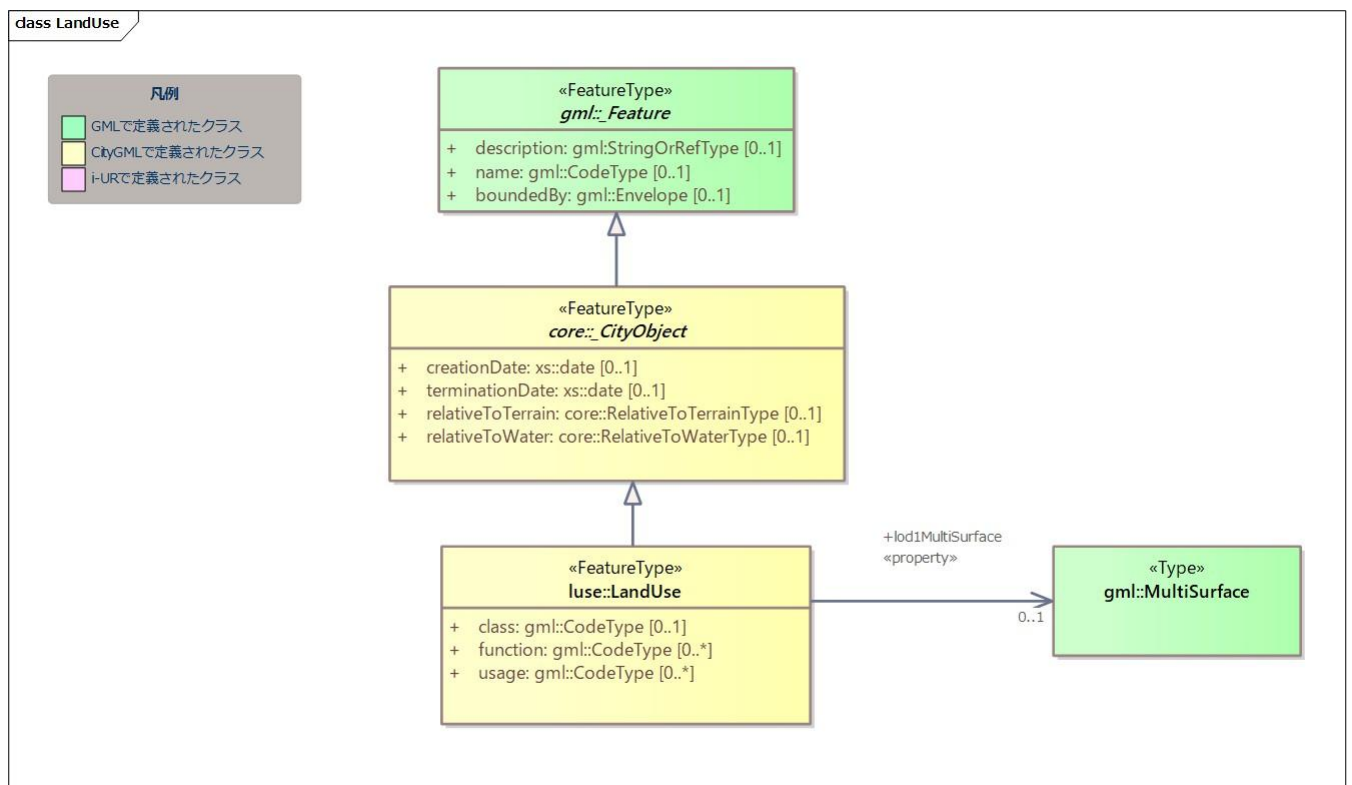 class LandUse
凡例
GMLで定義されたクラス
CityGMLで定義されたクラス
i-URで定義されたクラス
«FeatureType»
gml::_Feature
+ description: gml:StringOrRefType [0..1]
+ name: gml::CodeType [0..1]
+ boundedBy: gml::Envelope [0..1]
«FeatureType»
core::_CityObject
+ creationDate: xs::date [0..1]
+ terminationDate: xs::date [0..1]
+ relativeToTerrain: core::RelativeToTerrainType [0..1]
+ relativeToWater: core::RelativeToWaterType [0..1]
«FeatureType»
luse::LandUse
+ class: gml::CodeType [0..1]
+ function: gml::CodeType [0..*]
+ usage: gml::CodeType [0..*]
+lod1MultiSurface
«property»
0..1
«Type»
gml::MultiSurface